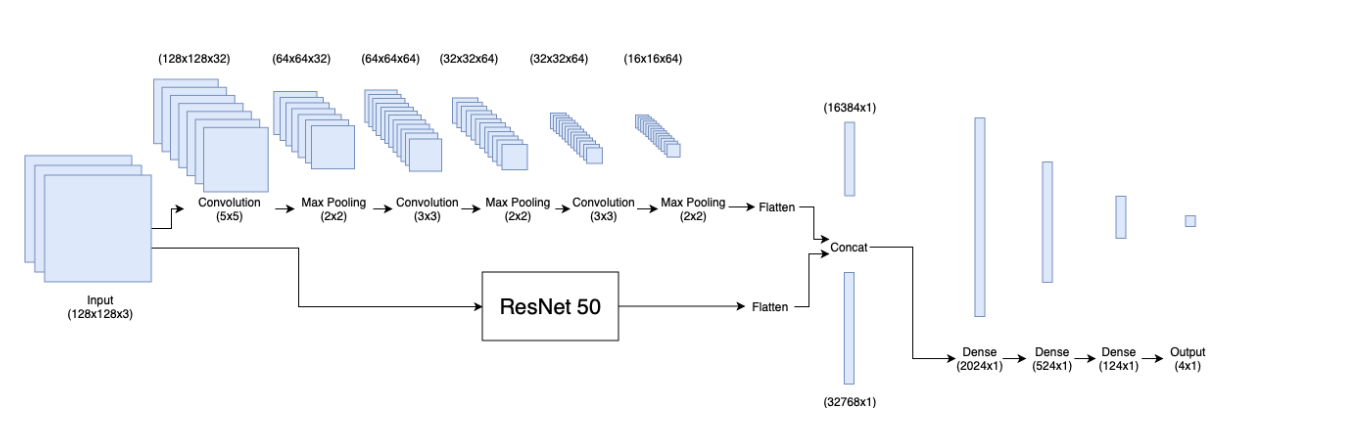 (128x128x32)
(64x64x32)
(64x64x64)
(32x32x64)
(32x32x64)
(16x16x64)
(16384x1)
Input
(128x128x3)
Convolution
(5x5)
Max Pooling
(2x2)
Convolution
(3x3)
Max Pooling
(2x2)
Convolution
(3x3)
Max Pooling
(2x2)
Flatten
Concat
ResNet 50
Flatten
(32768x1)
Dense
(2024x1)
Dense
(524x1)
Dense
(124x1)
Output
(4x1)